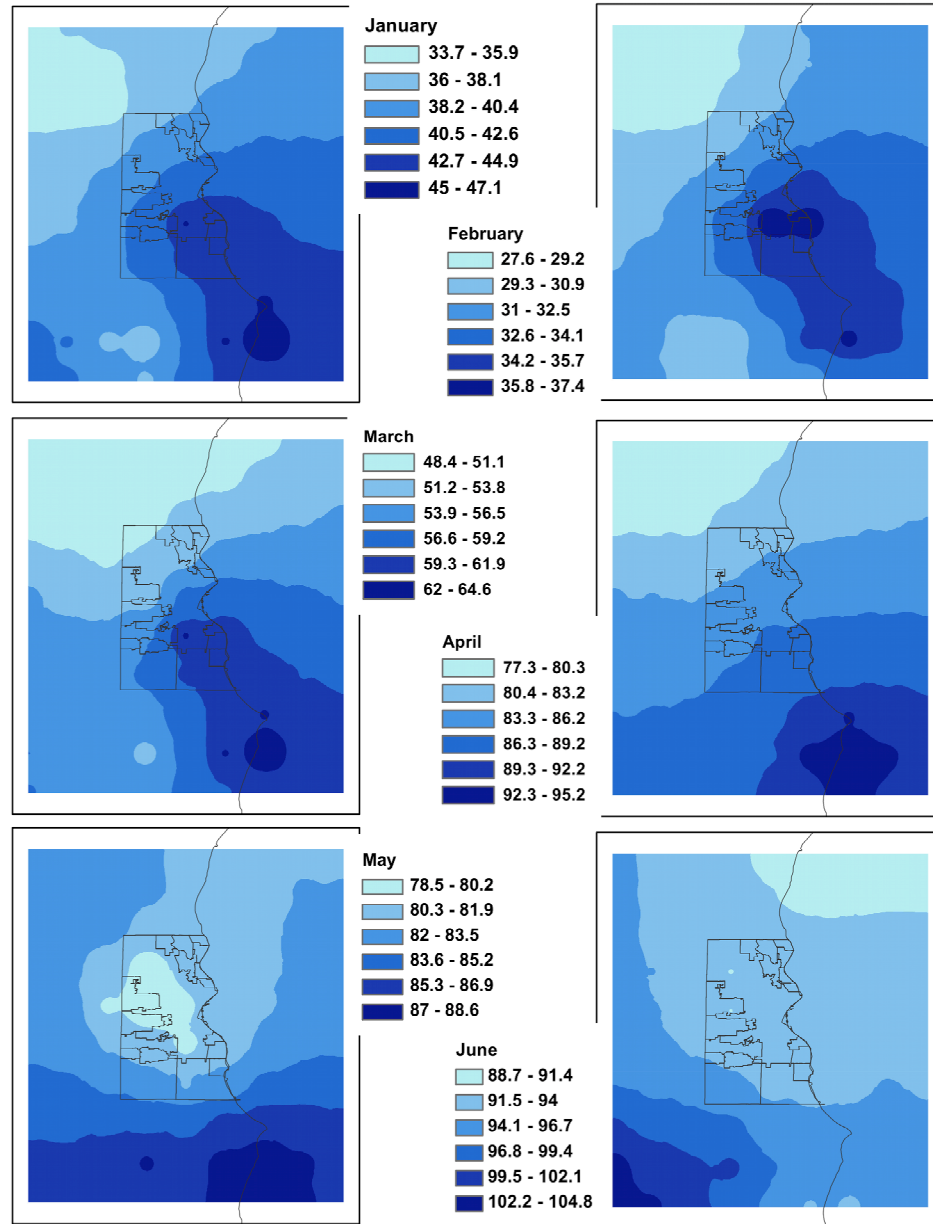 January
33.7 - 35.9
36 - 38.1
38.2 - 40.4
40.5 - 42.6
42.7 - 44.9
45 - 47.1
February
27.6 - 29.2
29.3 - 30.9
31 - 32.5
32.6 - 34.1
34.2 - 35.7
35.8 - 37.4
March
48.4 - 51.1
51.2 - 53.8
53.9 - 56.5
56.6 - 59.2
59.3 - 61.9
62 - 64.6
April
77.3 - 80.3
80.4 - 83.2
83.3 - 86.2
86.3 - 89.2
89.3 - 92.2
92.3 - 95.2
May
78.5 - 80.2
80.3 - 81.9
82 - 83.5
83.6 - 85.2
85.3 - 86.9
87 - 88.6
June
88.7 - 91.4
91.5 - 94
94.1 - 96.7
96.8 - 99.4
99.5 - 102.1
102.2 - 104.8